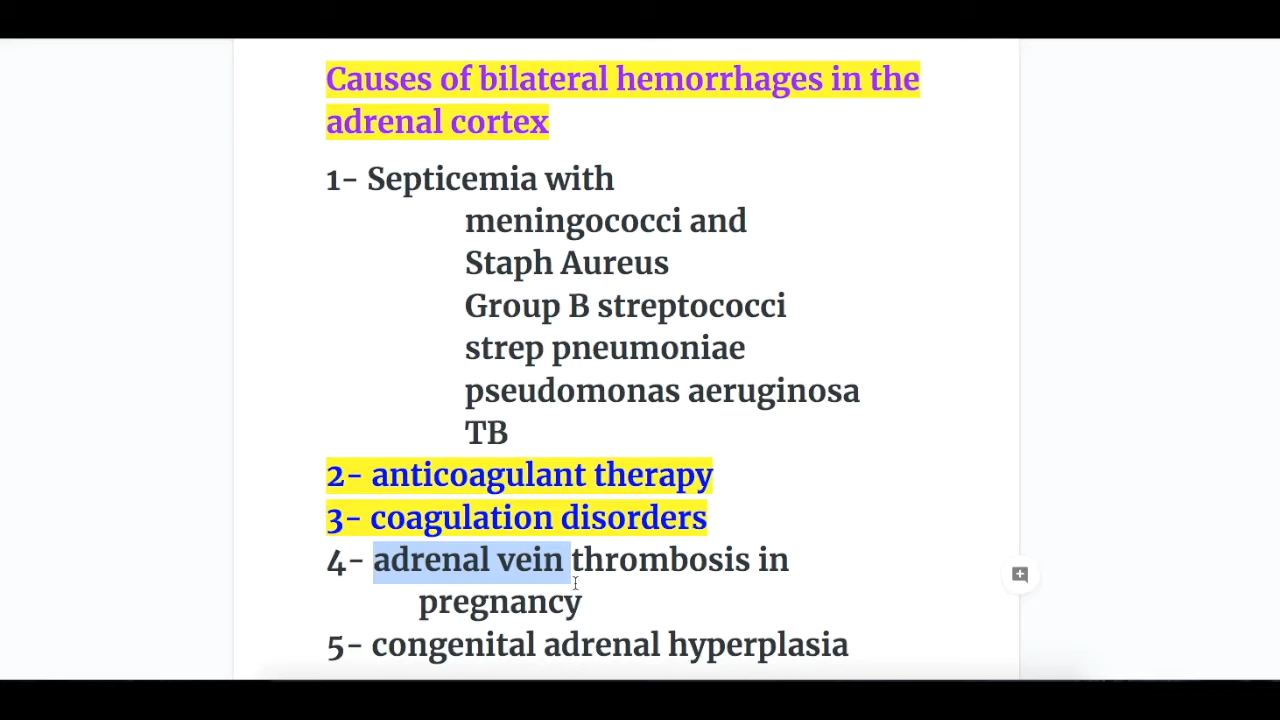 Causes of bilateral hemorrhages in the
adrenal cortex
1- Septicemia with
meningococci and
Staph Aureus
Group B streptococci
strep pneumoniae
pseudomonas aeruginosa
TB
2- anticoagulant therapy
3- coagulation disorders
4- adrenal vein thrombosis in
pregnancy
5- congenital adrenal hyperplasia